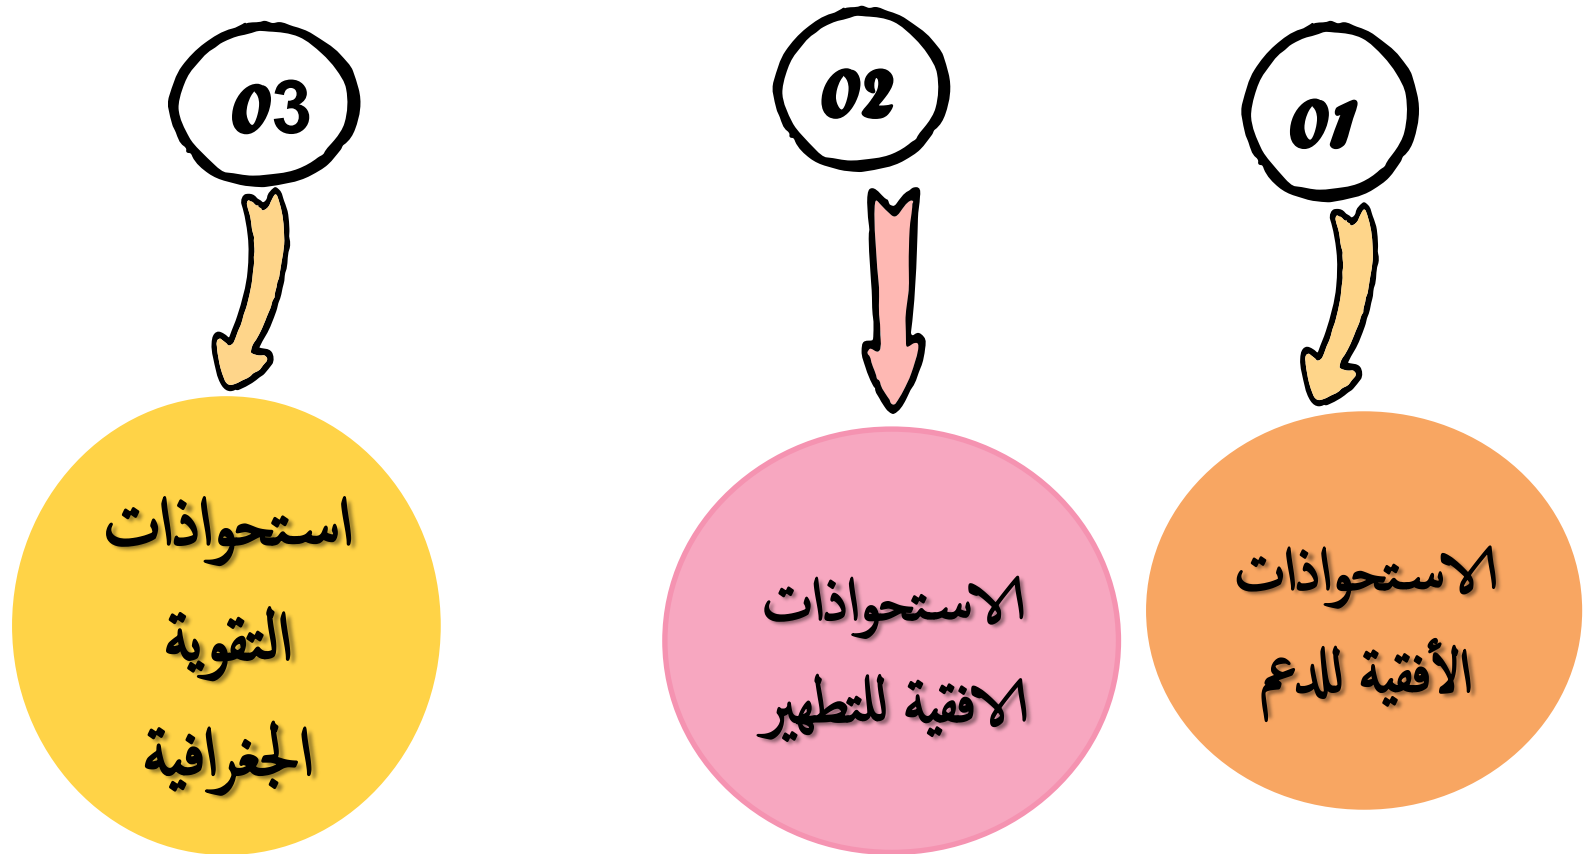 01
الاستحواذات
الأفقية للدعم
02
الاستحواذات
الافقية للتطهير
03
استحواذات
التقوية
الجغرافية